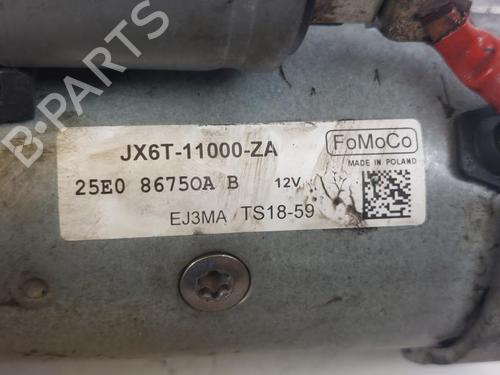 B-PARTS
JX6T-11000-ZA
FoMoCo
MADE IN POLAND
25E0 86750A B 12V
EJ3MA TS18-59